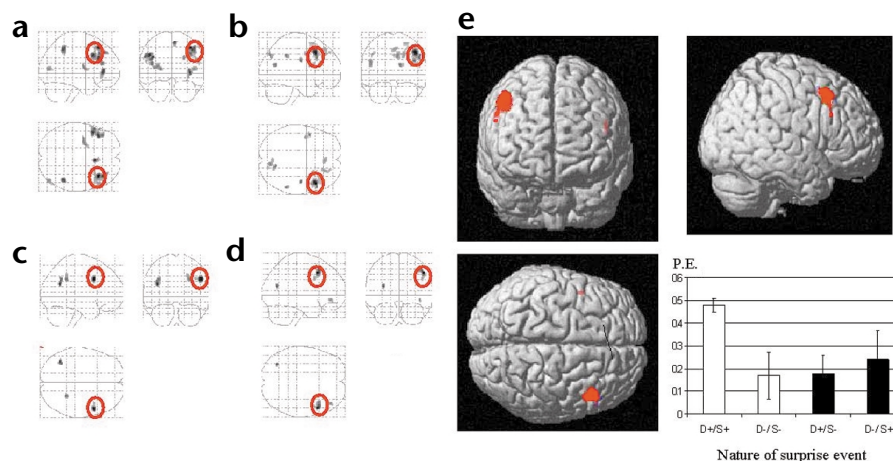 a
b
c
d
e
P.E.
0.6
0.5
0.4
0.3
0.2
0.1
0
D+/S+
D-/S-
D+/S-
D-/S+
Nature of surprise event